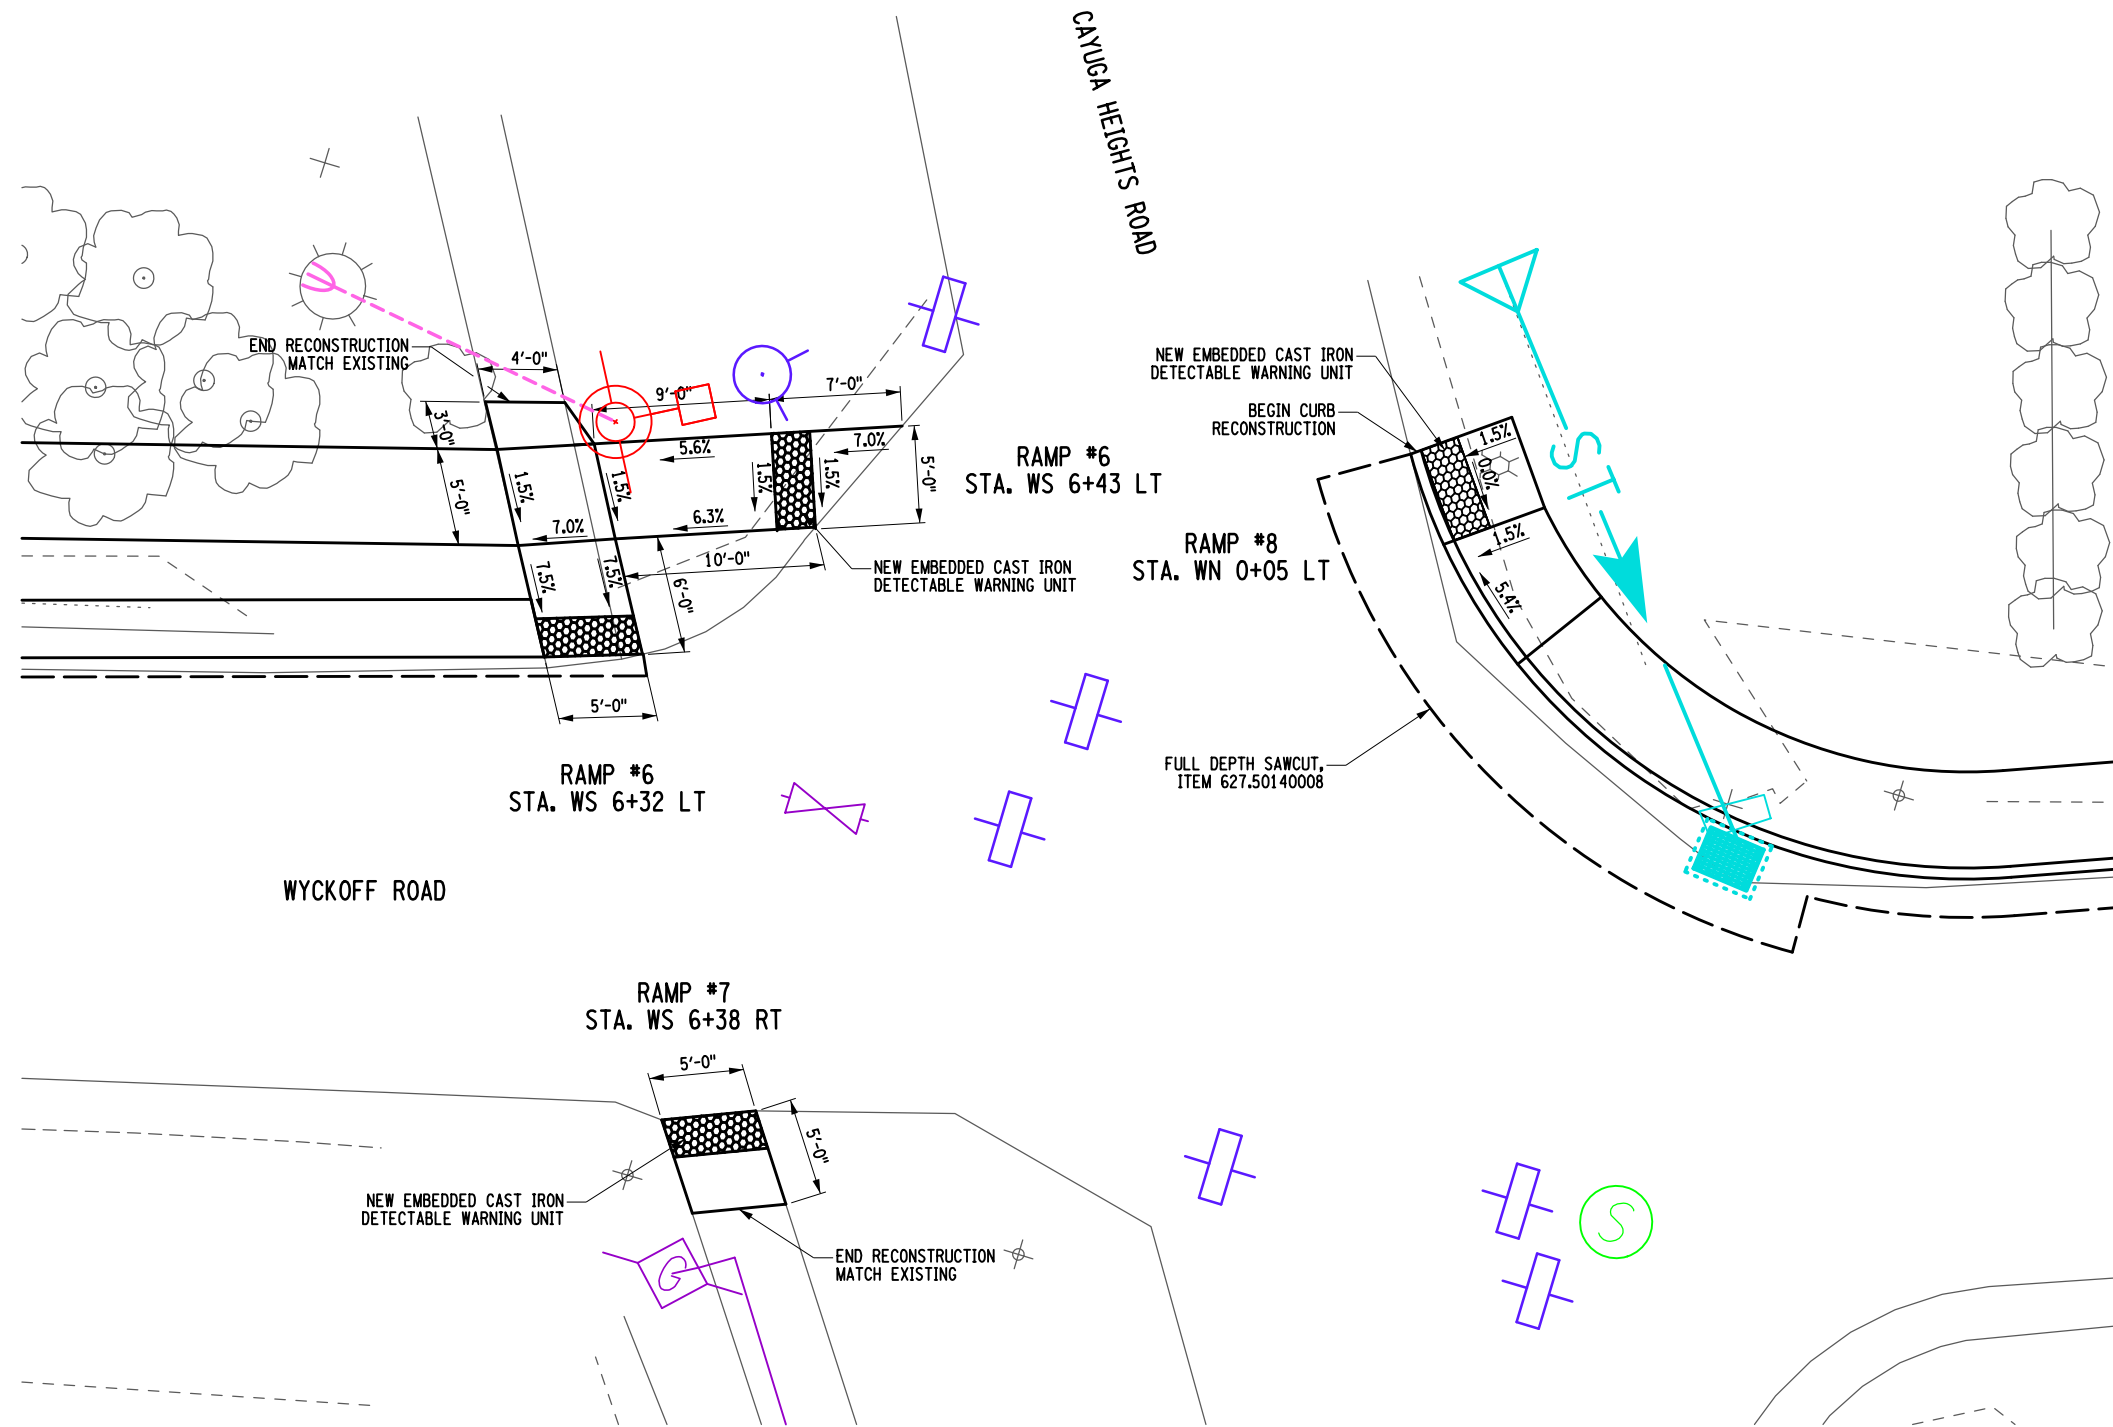 CAYUGA HEIGHTS ROAD
END RECONSTRUCTION
MATCH EXISTING
4'-0"
9'-0"
7'-0"
3'-0"
5'-0"
5.6%
7.0%
1.5%
1.5%
1.5%
1.5%
5'-0"
7.0%
6.3%
10'-0"
7.5%
7.5%
6'-0"
5'-0"
RAMP #6
STA. WS 6+43 LT
NEW EMBEDDED CAST IRON
DETECTABLE WARNING UNIT
RAMP #6
STA. WS 6+32 LT
NEW EMBEDDED CAST IRON
DETECTABLE WARNING UNIT
BEGIN CURB
RECONSTRUCTION
1.5%
0.0%
1.5%
5.4%
ST
RAMP #8
STA. WN 0+05 LT
FULL DEPTH SAWCUT,
ITEM 627.50140008
WYCKOFF ROAD
RAMP #7
STA. WS 6+38 RT
5'-0"
5'-0"
NEW EMBEDDED CAST IRON
DETECTABLE WARNING UNIT
END RECONSTRUCTION
MATCH EXISTING
G
S